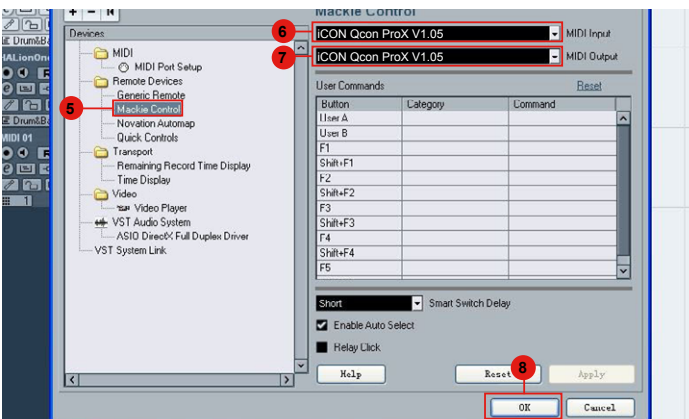 + - 
Mackie Control
Devices
6 iCON Qcon ProX V1.05 MIDI Input
7 iCON Qcon ProX V1.05 MIDI Output
MIDI
MIDI Port Setup
Remote Devices
Generic Remote
5 Mackie Control
Novation Automap
Quick Controls
Transport
Remaining Record Time Display
Time Display
Video
Video Player
VST Audio System
ASIO DirectX Full Duplex Driver
VST System Link
User Commands
Reset
Button Category Command
User A
User B
F1
Shift+F1
F2
Shift+F2
F3
Shift+F3
F4
Shift+F4
F5
Short Smart Switch Delay
Enable Auto Select
Relay Click
Help Reset Apply
8
OK Cancel
MIDI 01
1